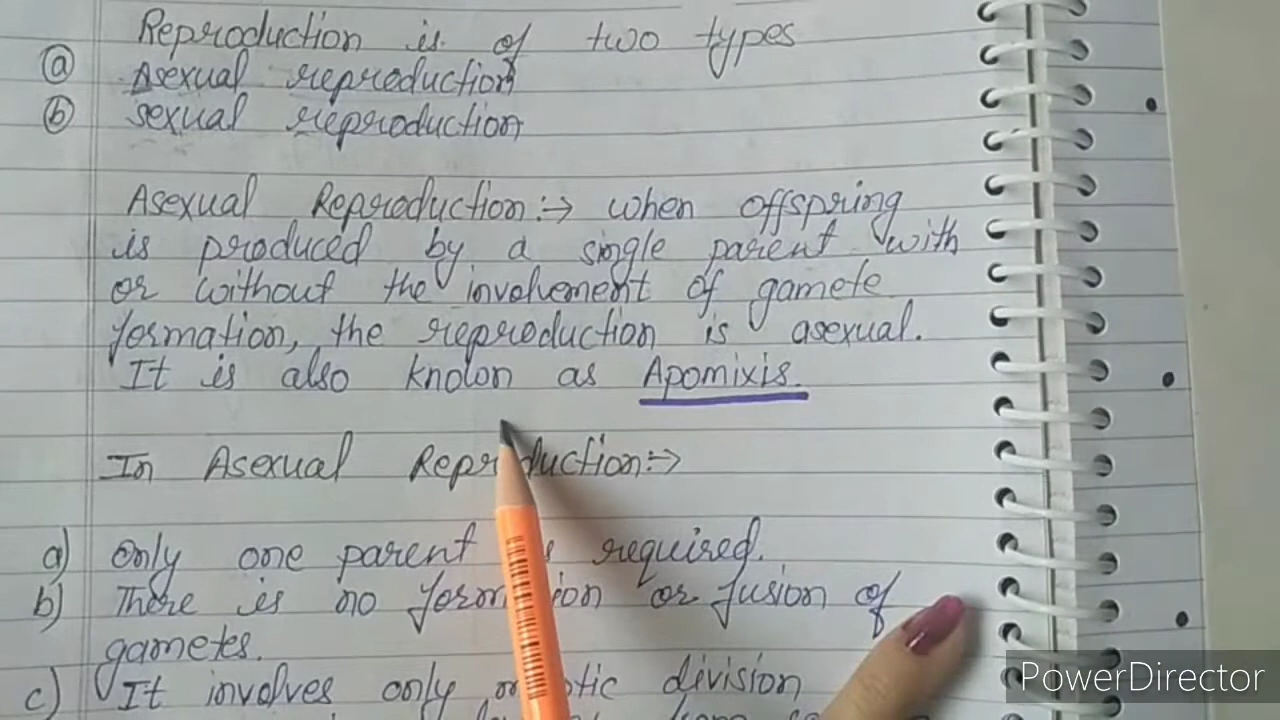 Reproduction is of two types
(a) Asexual reproduction
(b) sexual reproduction
Asexual Reproduction:→ when offspring
is produced by a single parent with
or without the involvement of gamete
formation, the reproduction is asexual.
It is also known as Apomixis.
In Asexual Reproduction:→
a) Only one parent required.
b) There is no or fusion of
gametes.
c) It involves only division
PowerDirector